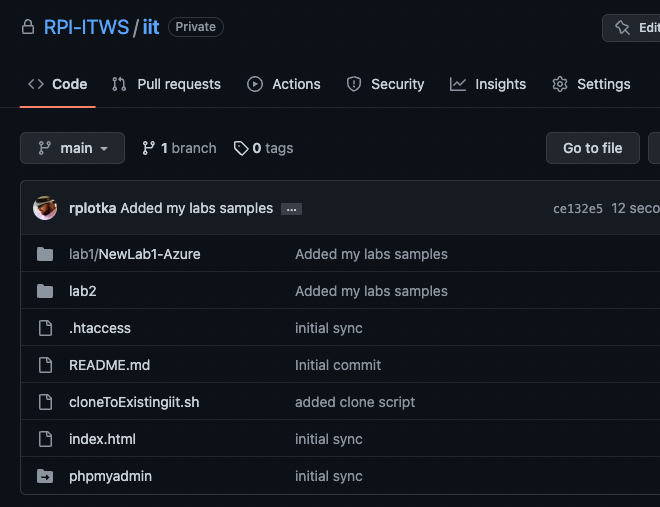 RPI-ITWS / iit Private Edit
Code Pull requests Actions Security Insights Settings
main 1 branch 0 tags Go to file
rplotka Added my labs samples ... ce132e5 12 seco
lab1/NewLab1-Azure Added my labs samples
lab2 Added my labs samples
.htaccess initial sync
README.md Initial commit
cloneToExistingiit.sh added clone script
index.html initial sync
phpmyadmin initial sync